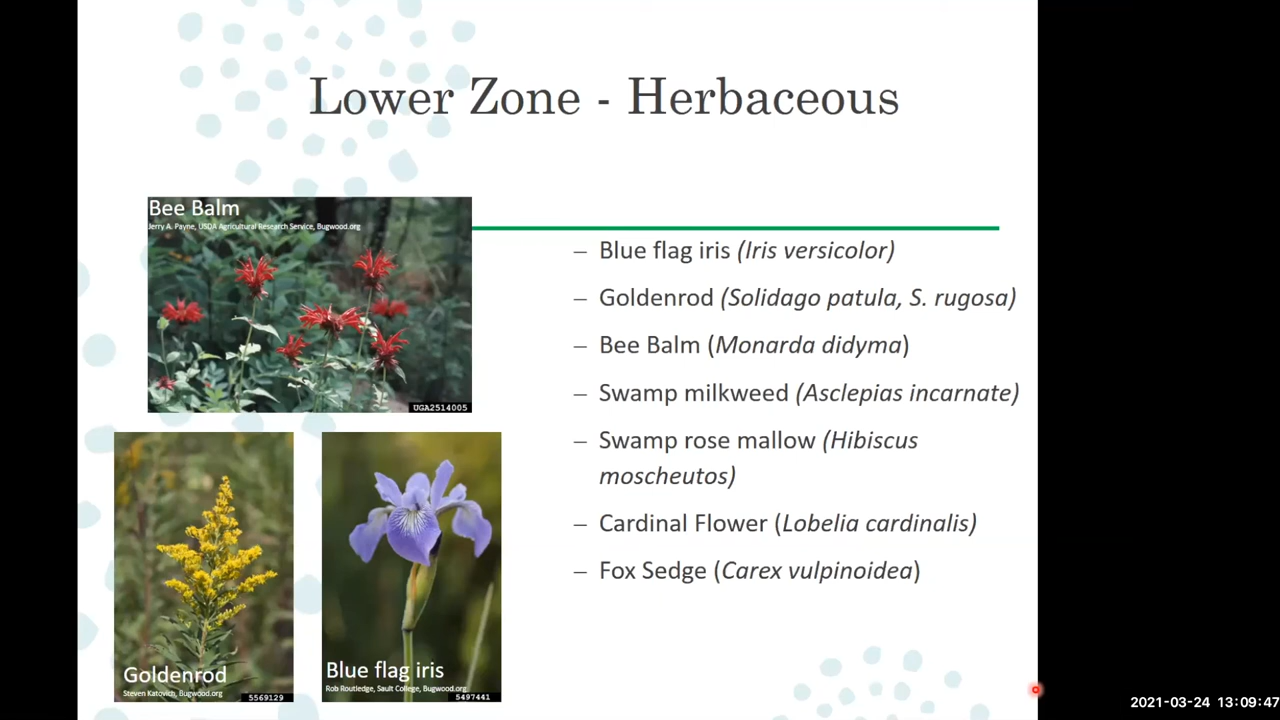 Lower Zone - Herbaceous
Bee Balm
Jerry A. Payne, USDA Agricultural Research Service, Bugwood.org
UGA2514005
– Blue flag iris (Iris versicolor)
– Goldenrod (Solidago patula, S. rugosa)
– Bee Balm (Monarda didyma)
– Swamp milkweed (Asclepias incarnate)
– Swamp rose mallow (Hibiscus
moscheutos)
– Cardinal Flower (Lobelia cardinalis)
– Fox Sedge (Carex vulpinoidea)
Goldenrod
Steven Katovich, Bugwood.org
5569129
Blue flag iris
Rob Routledge, Sault College, Bugwood.org
5497441
2021-03-24 13:09:47